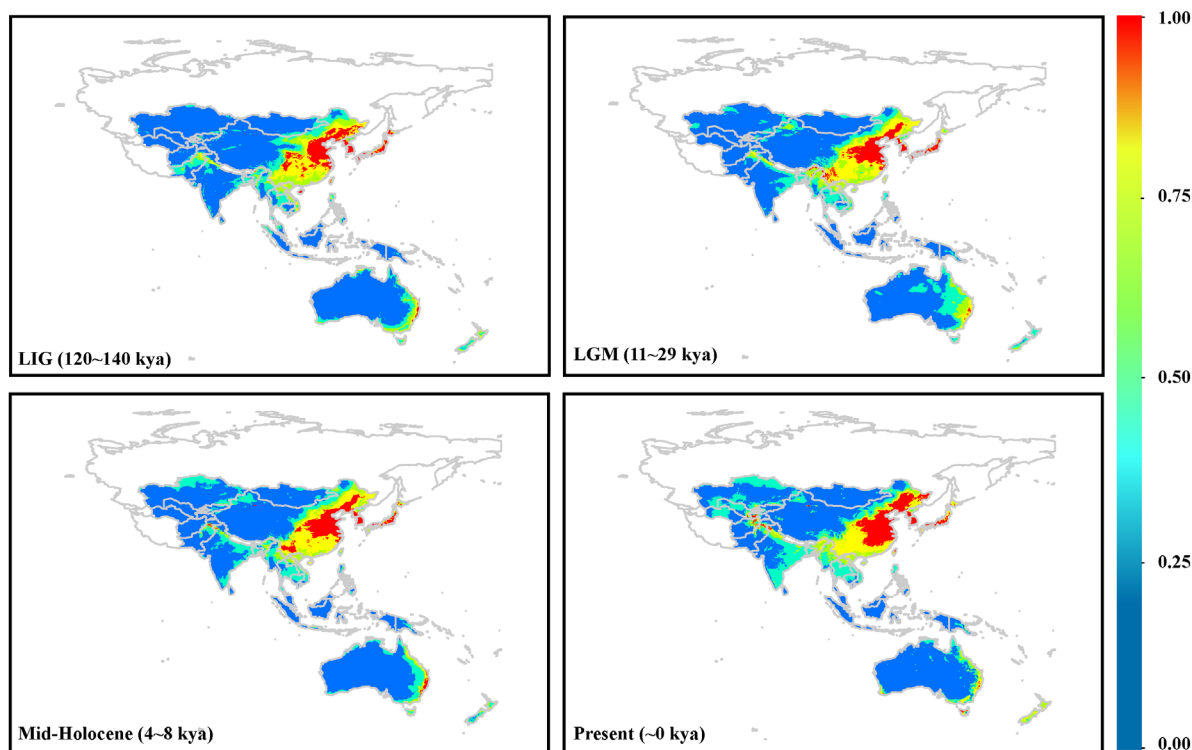 LIG (120~140 kya)
LGM (11~29 kya)
Mid-Holocene (4~8 kya)
Present (~0 kya)
1.00
0.75
0.50
0.25
0.00